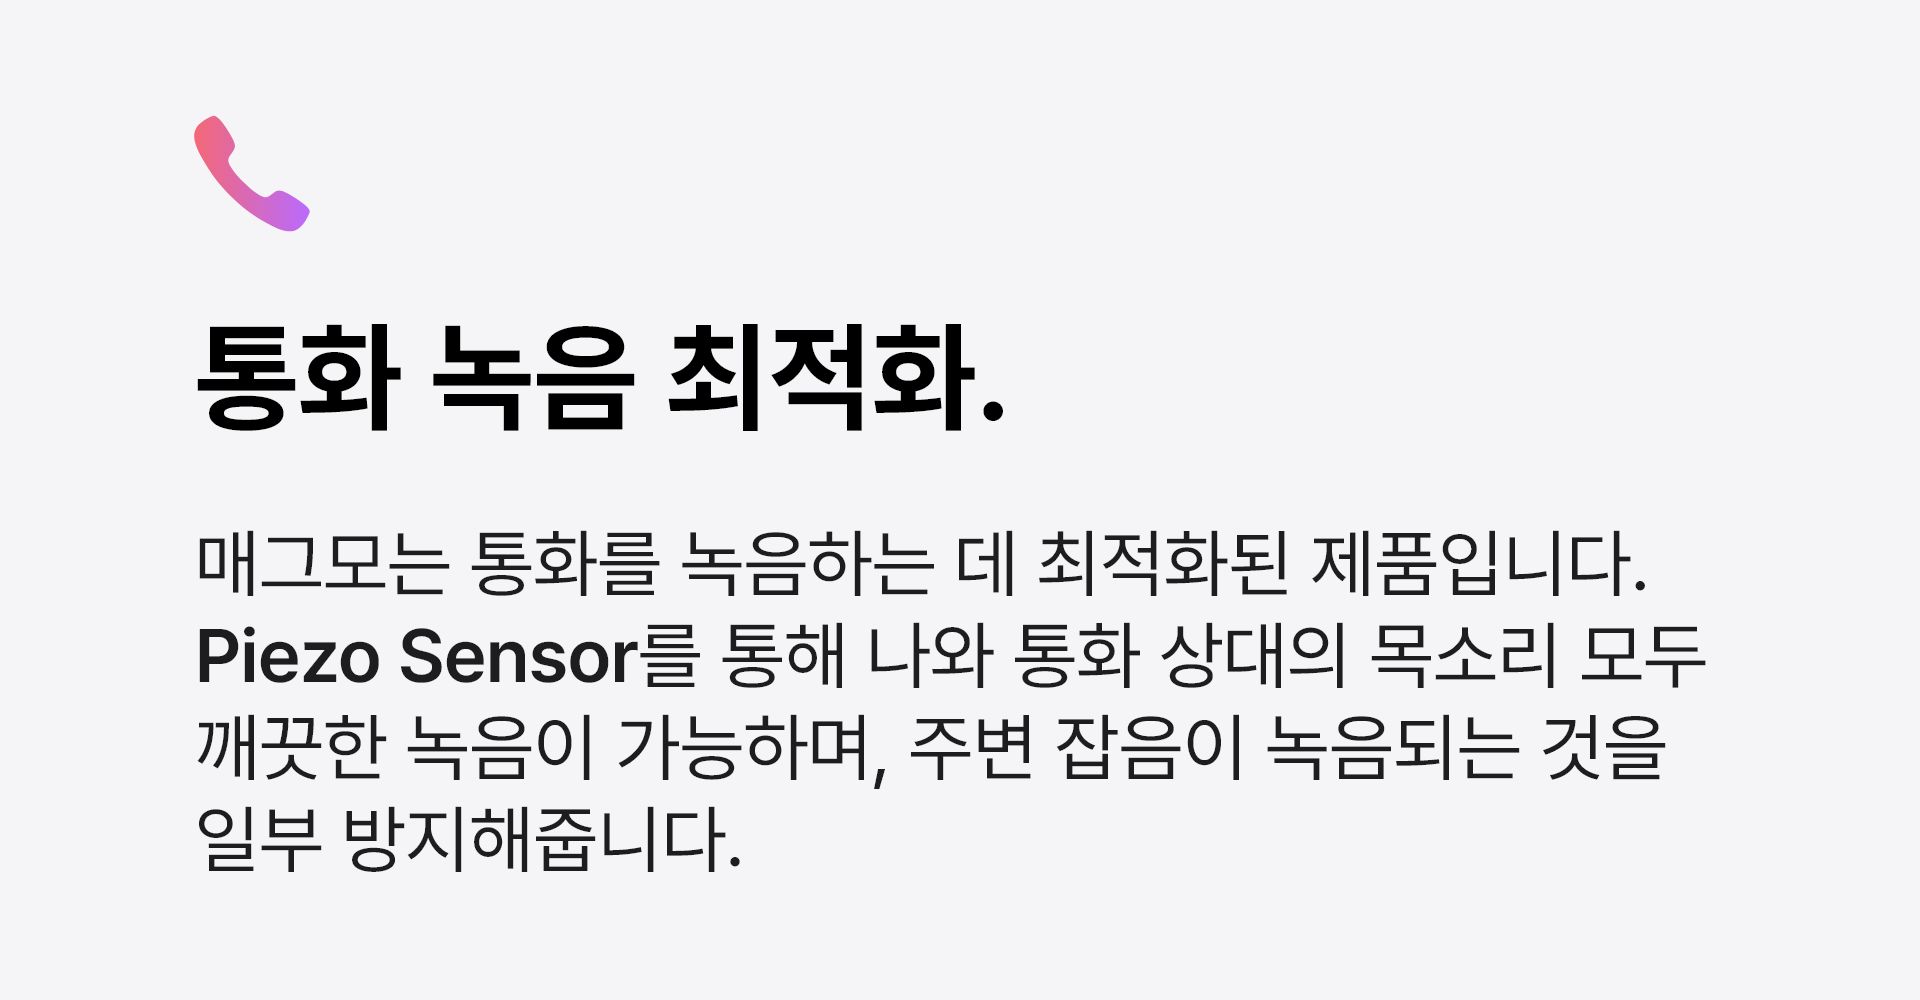 통화 녹음 최적화.
매그모는 통화를 녹음하는 데 최적화된 제품입니다.
Piezo Sensor를 통해 나와 통화 상대의 목소리 모두
깨끗한 녹음이 가능하며, 주변 잡음이 녹음되는 것을
일부 방지해줍니다.